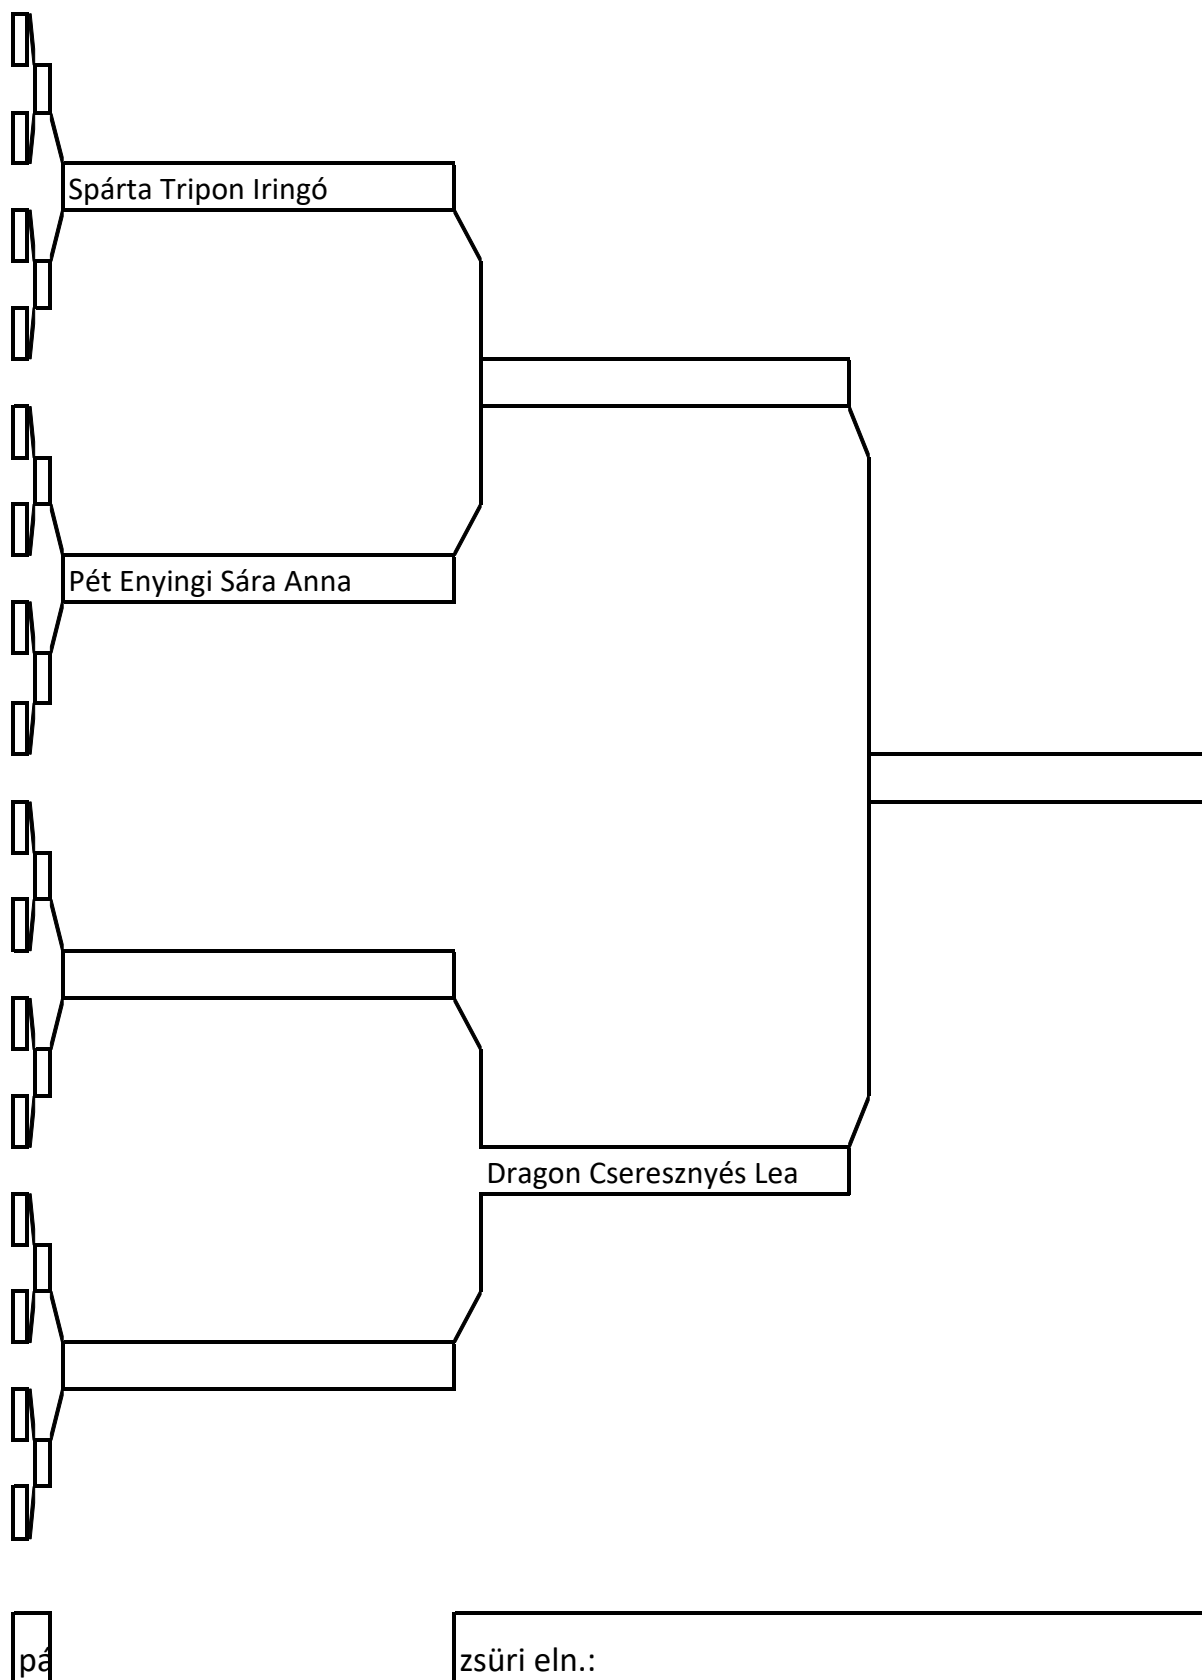 Spárta Tripon Iringó
Pét Enyingi Sára Anna
Dragon Cseresznyés Lea
zsüri eln.: